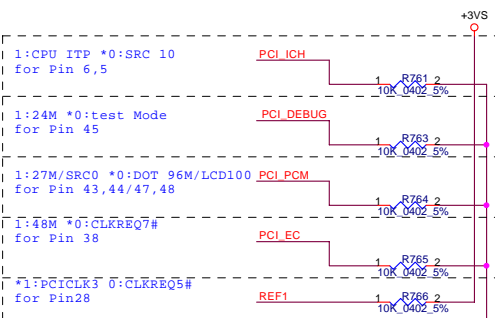 +3VS
1:CPU ITP *0:SRC 10
for Pin 6,5
PCI_ICH
1 R761 2
10K_0402_5%
1:24M *0:test Mode
for Pin 45
PCI_DEBUG
1 R763 2
10K_0402_5%
1:27M/SRC0 *0:DOT 96M/LCD100
for Pin 43,44/47,48
PCI_PCM
1 R764 2
10K_0402_5%
1:48M *0:CLKREQ7#
for Pin 38
PCI_EC
1 R765 2
10K_0402_5%
*1:PCICLK3 0:CLKREQ5#
for Pin28
REF1
1 R766 2
10K_0402_5%